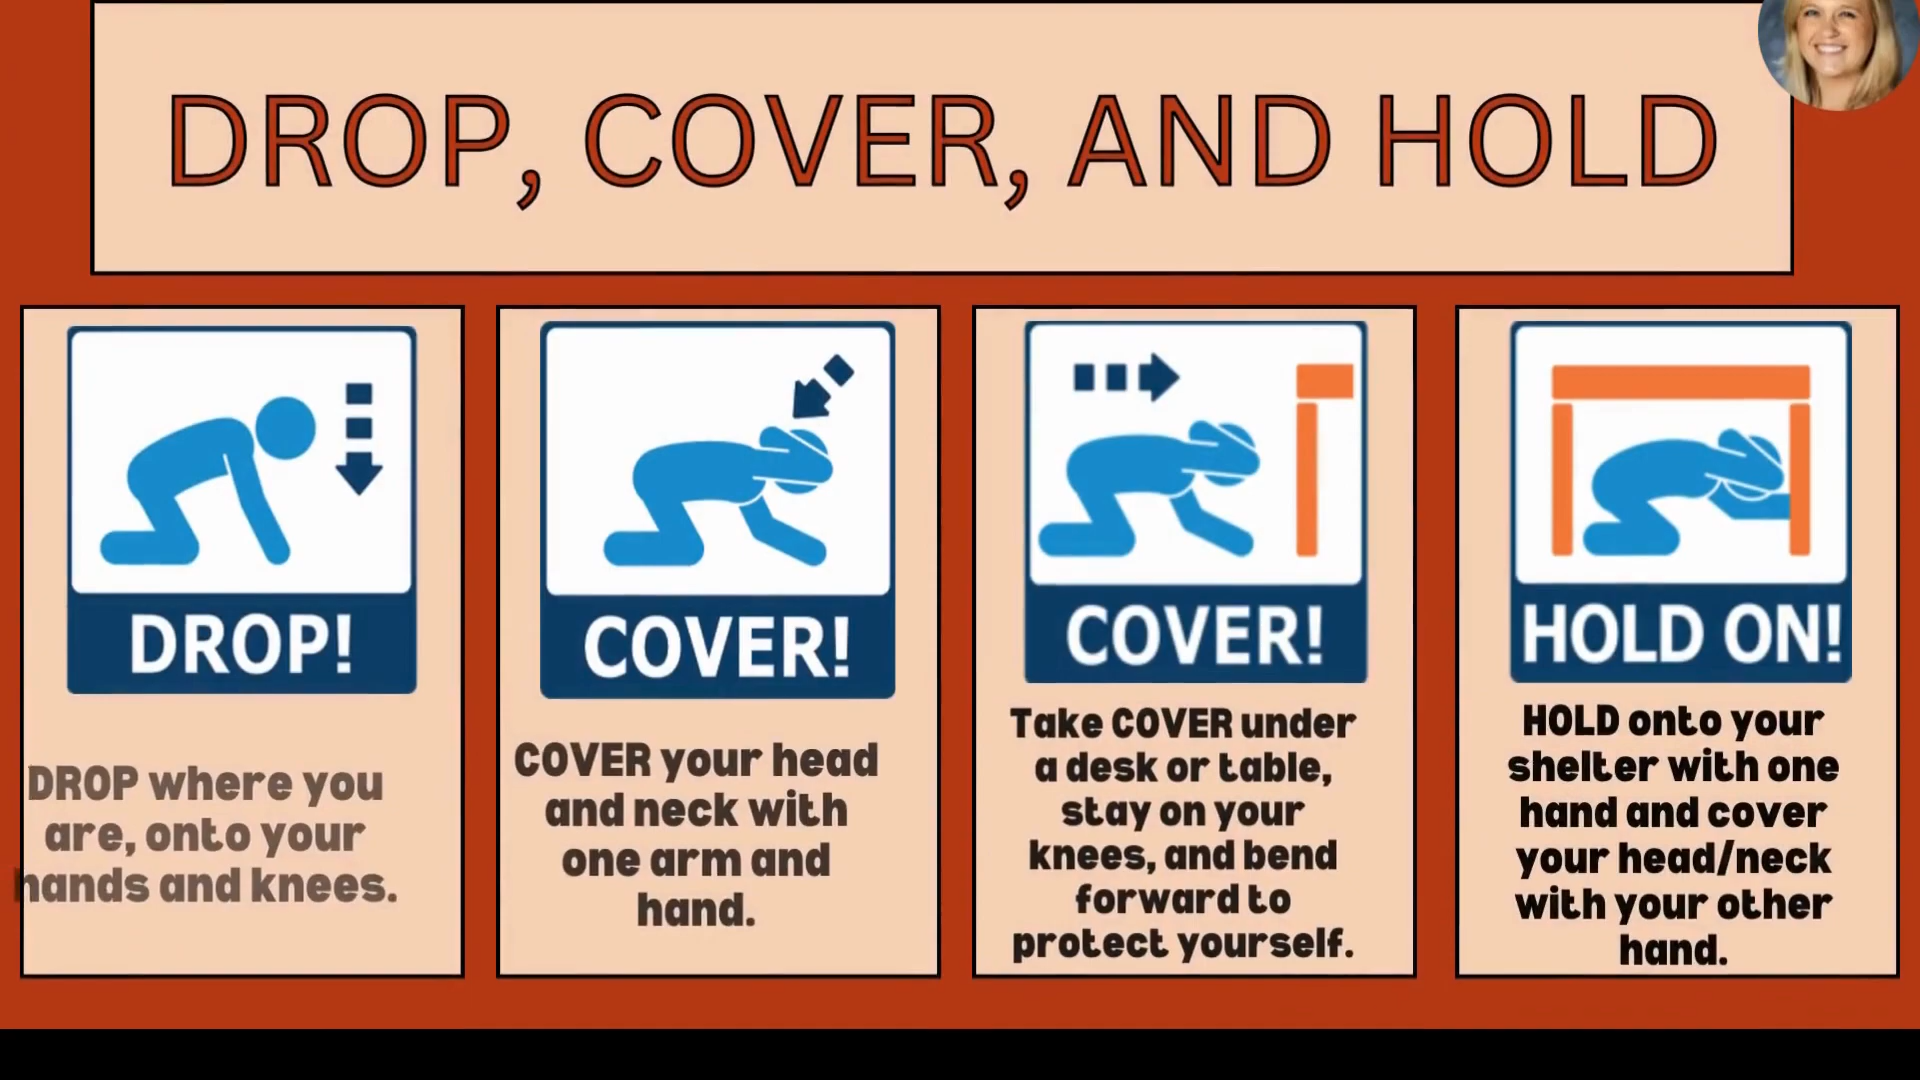 DROP, COVER, AND HOLD
DROP!
DROP where you
are, onto your
hands and knees.
COVER!
COVER your head
and neck with
one arm and
hand.
COVER!
Take COVER under
a desk or table,
stay on your
knees, and bend
forward to
protect yourself.
HOLD ON!
HOLD onto your
shelter with one
hand and cover
your head/neck
with your other
hand.